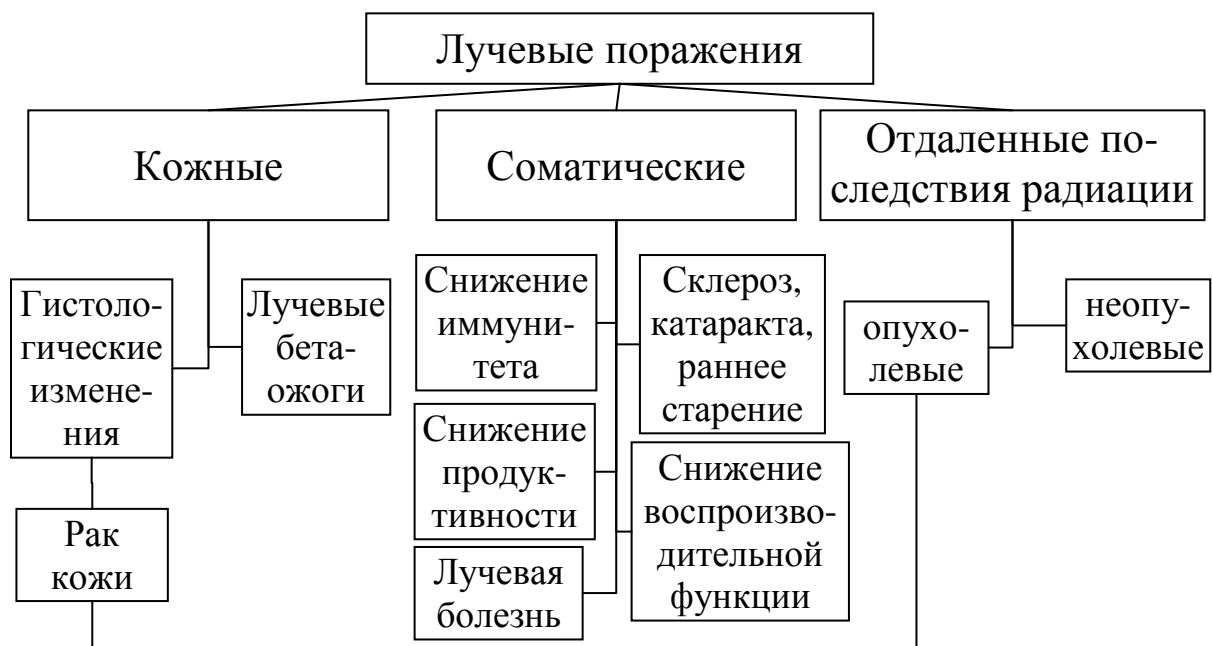 Лучевые поражения
Кожные
Соматические
Отдаленные по-
следствия радиации
Гистоло-
гические
измене-
ния
Лучевые
бета-
ожоги
Снижение
иммуни-
тета
Склероз,
катаракта,
раннее
старение
опухо-
левые
неопу-
холевые
Снижение
продук-
тивности
Снижение
воспроизво-
дительной
функции
Рак
кожи
Лучевая
болезнь